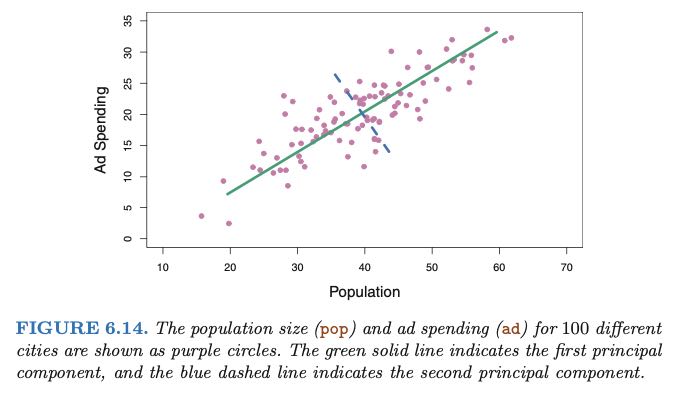 35
30
25
20
15
10
5
0
Ad Spending
10 20 30 40 50 60 70
Population
FIGURE 6.14. The population size (pop) and ad spending (ad) for 100 different
cities are shown as purple circles. The green solid line indicates the first principal
component, and the blue dashed line indicates the second principal component.